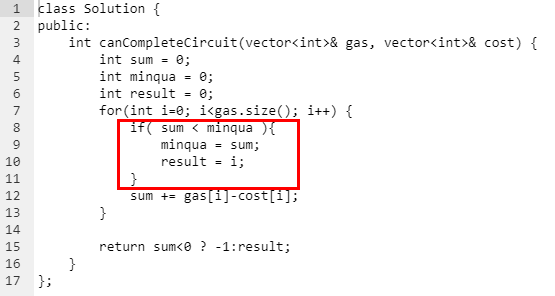 1 class Solution {
2 public:
3     int canCompleteCircuit(vector<int>& gas, vector<int>& cost) {
4         int sum = 0;
5         int minqua = 0;
6         int result = 0;
7         for(int i=0; i<gas.size(); i++) {
8             if( sum < minqua ){
9                 minqua = sum;
10                 result = i;
11             }
12             sum += gas[i]-cost[i];
13         }
14
15         return sum<0 ? -1:result;
16     }
17 };